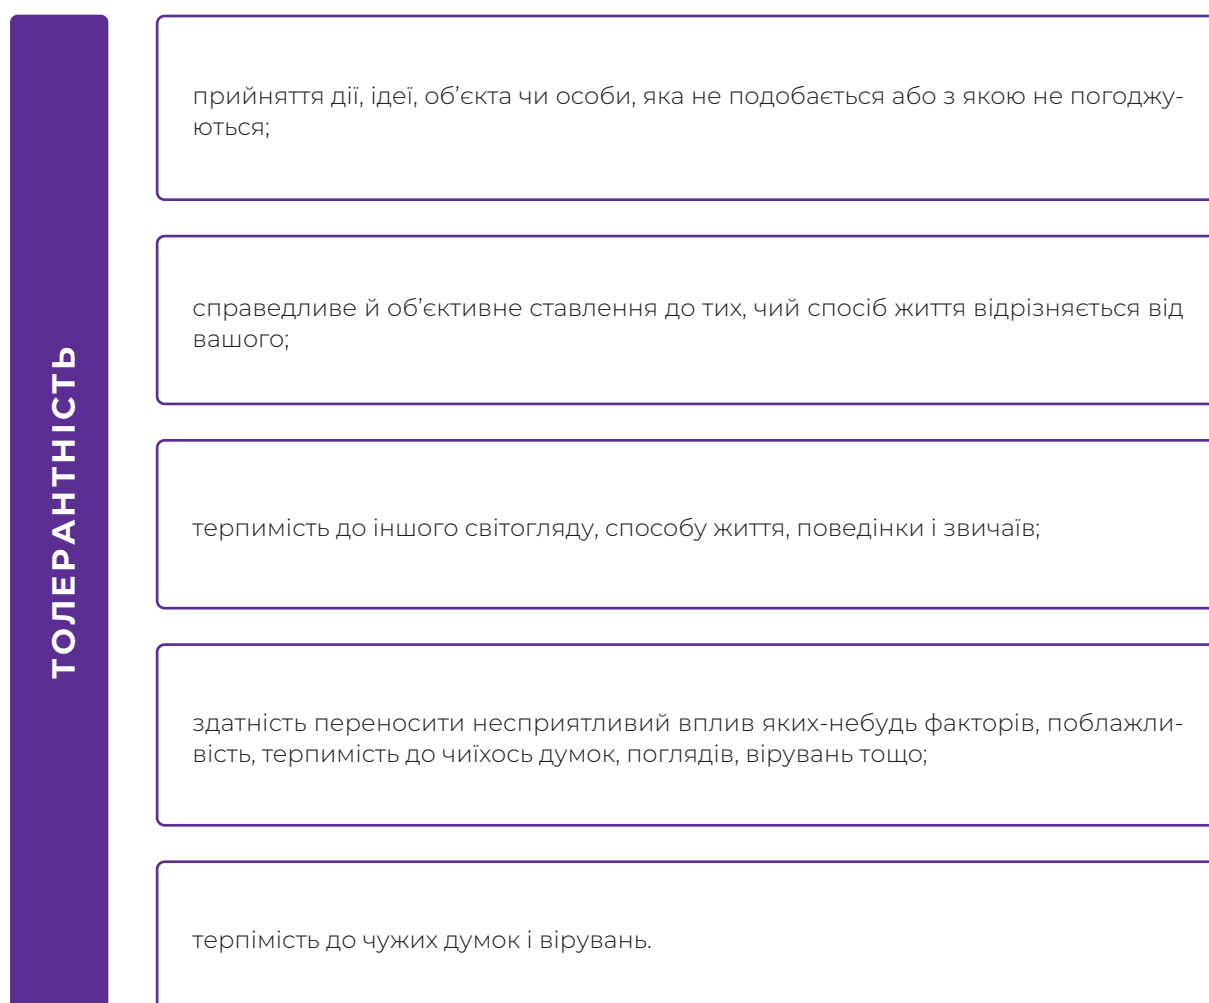 ТОЛЕРАНТНІСТЬ
прийняття дії, ідеї, об’єкта чи особи, яка не подобається або з якою не погоджу-
ються;
справедливе й об’єктивне ставлення до тих, чий спосіб життя відрізняється від
вашого;
терпимість до іншого світогляду, способу життя, поведінки і звичаїв;
здатність переносити несприятливий вплив яких-небудь факторів, поблажли-
вість, терпимість до чиїхось думок, поглядів, вірувань тощо;
терпімість до чужих думок і вірувань.